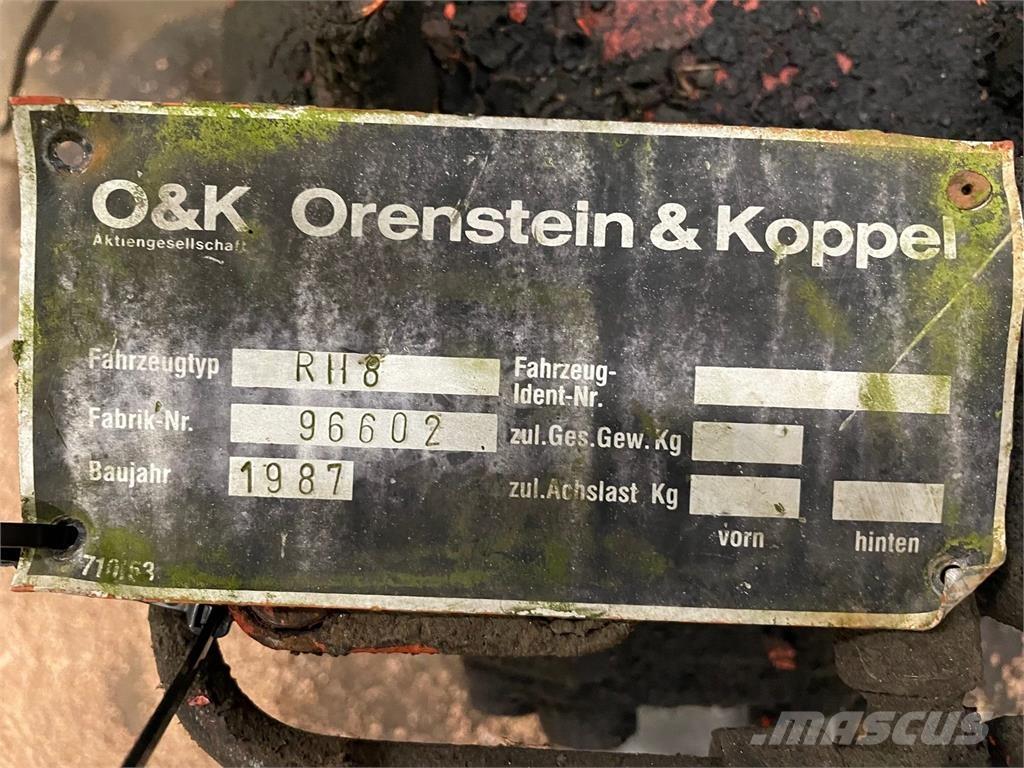 O&K Orenstein & Koppel
Aktiengesellschaft
Fahrzeugtyp RH8
Fabrik-Nr. 96602
Baujahr 1987
Fahrzeug-
Ident-Nr.
zul.Ges.Gew.Kg
zul.Achslast Kg
vorn hinten
MASCUS